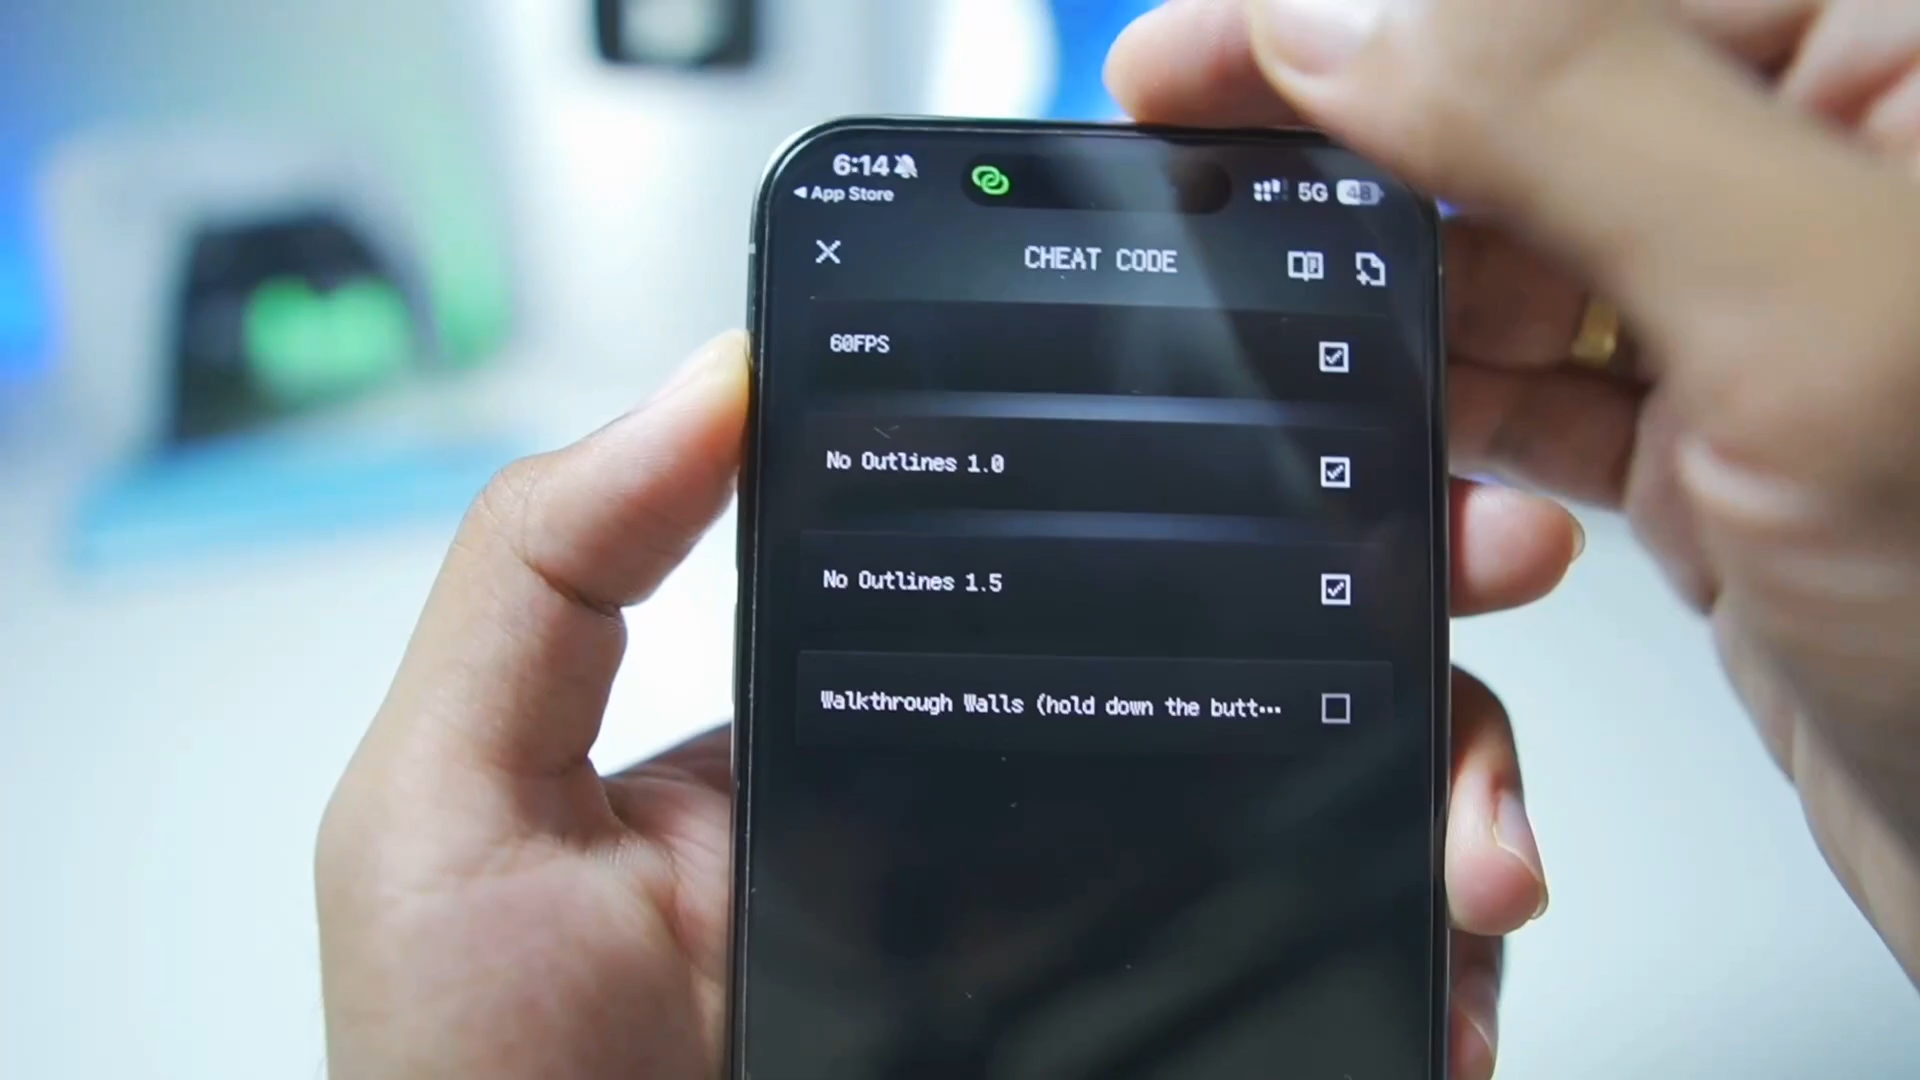 6:14
5G 48
◀ App Store
CHEAT CODE
60FPS
No Outlines 1.0
No Outlines 1.5
Walkthrough Walls (hold down the butt···